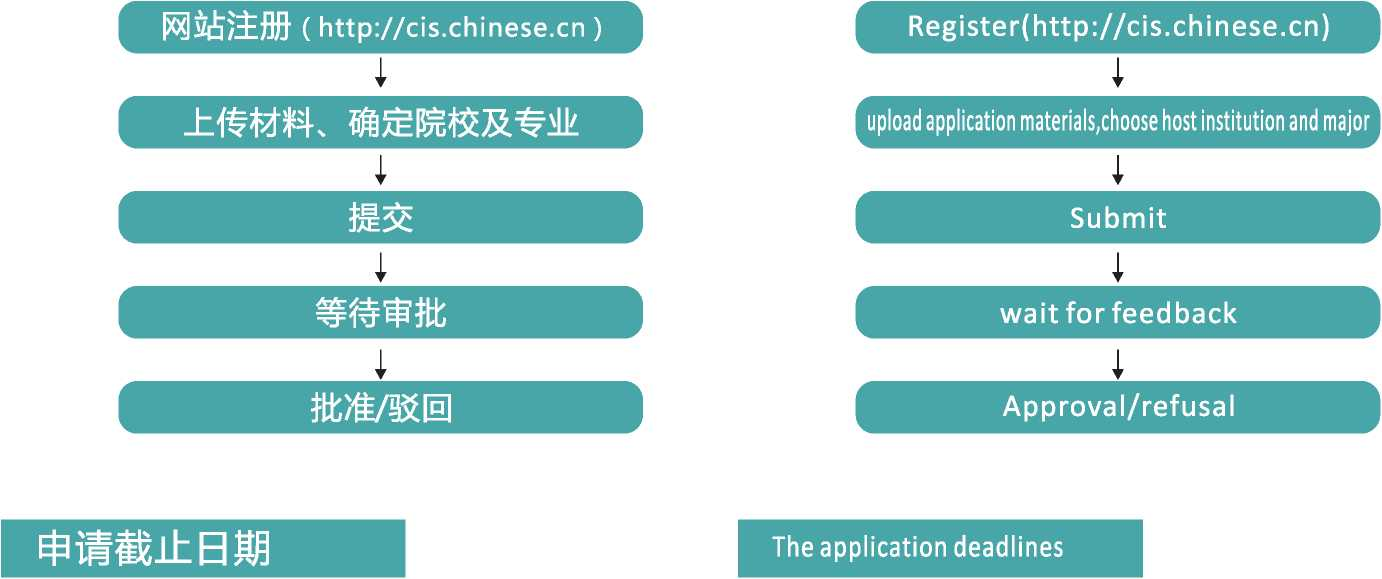 网站注册（http://cis.chinese.cn）
上传材料、确定院校及专业
提交
等待审批
批准/驳回
申请截止日期
Register(http://cis.chinese.cn)
upload application materials,choose host institution and major
Submit
wait for feedback
Approval/refusal
The application deadlines